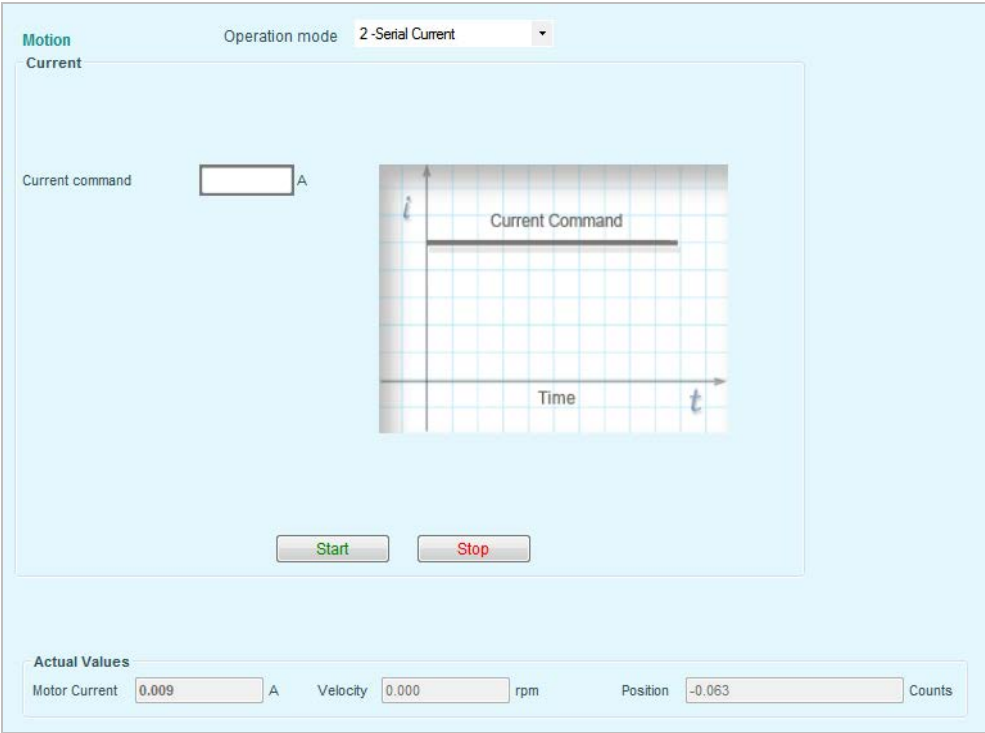 Motion Operation mode 2 -Serial Current
Current
Current command A
i
Current Command
Time t
Start Stop
Actual Values
Motor Current 0.009 A Velocity 0.000 rpm Position -0.063 Counts